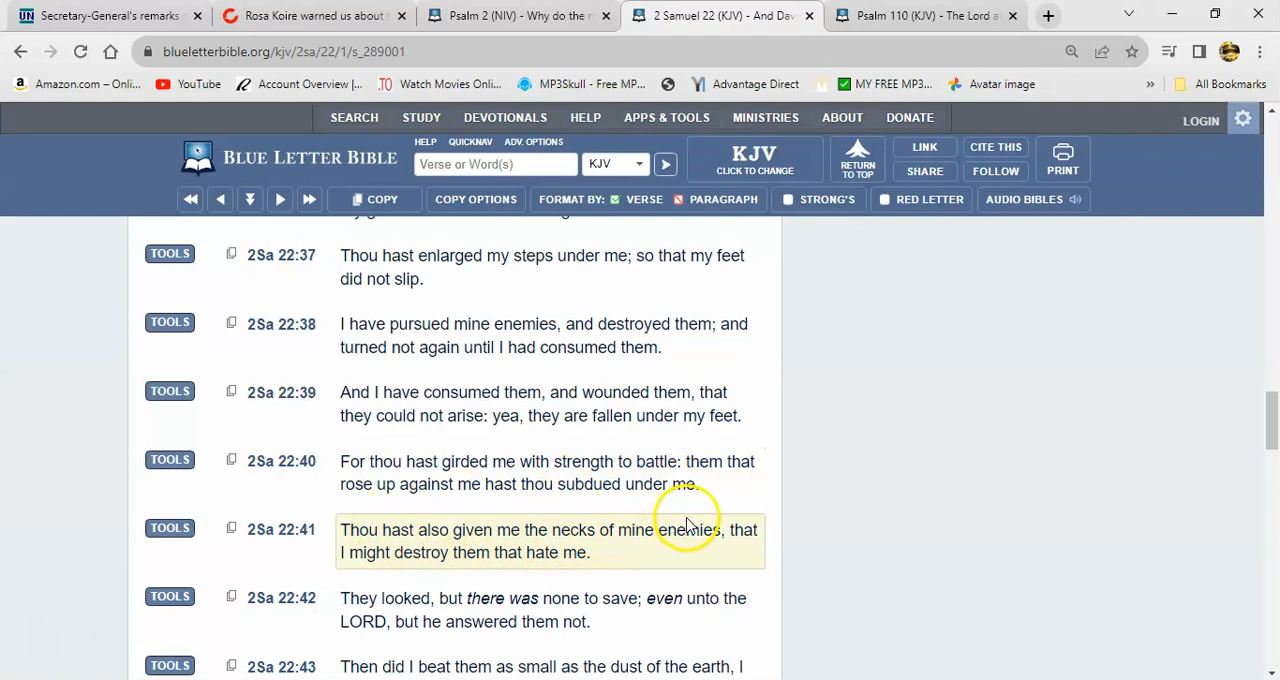 Secretary-General's remarks
Rosa Koire warned us about
Psalm 2 (NIV) - Why do the n
2 Samuel 22 (KJV) - And Dav
Psalm 110 (KJV) - The Lord a
blueletterbible.org/kjv/2sa/22/1/s_289001
Amazon.com – Onli...
YouTube
Account Overview |...
Watch Movies Onli...
MP3Skull - Free MP...
Advantage Direct
MY FREE MP3...
Avatar image
»
All Bookmarks
SEARCH STUDY DEVOTIONALS HELP APPS & TOOLS MINISTRIES ABOUT DONATE
LOGIN
BLUE LETTER BIBLE
HELP QUICKNAV ADV. OPTIONS
Verse or Word(s)
KJV
KJV
CLICK TO CHANGE
RETURN
TO TOP
LINK
CITE THIS
SHARE
FOLLOW
PRINT
COPY
COPY OPTIONS
FORMAT BY: VERSE PARAGRAPH
STRONG'S
RED LETTER
AUDIO BIBLES
TOOLS 2Sa 22:37 Thou hast enlarged my steps under me; so that my feet
did not slip.
TOOLS 2Sa 22:38 I have pursued mine enemies, and destroyed them; and
turned not again until I had consumed them.
TOOLS 2Sa 22:39 And I have consumed them, and wounded them, that
they could not arise: yea, they are fallen under my feet.
TOOLS 2Sa 22:40 For thou hast girded me with strength to battle: them that
rose up against me hast thou subdued under me.
TOOLS 2Sa 22:41 Thou hast also given me the necks of mine enemies, that
I might destroy them that hate me.
TOOLS 2Sa 22:42 They looked, but there was none to save; even unto the
LORD, but he answered them not.
TOOLS 2Sa 22:43 Then did I beat them as small as the dust of the earth, I